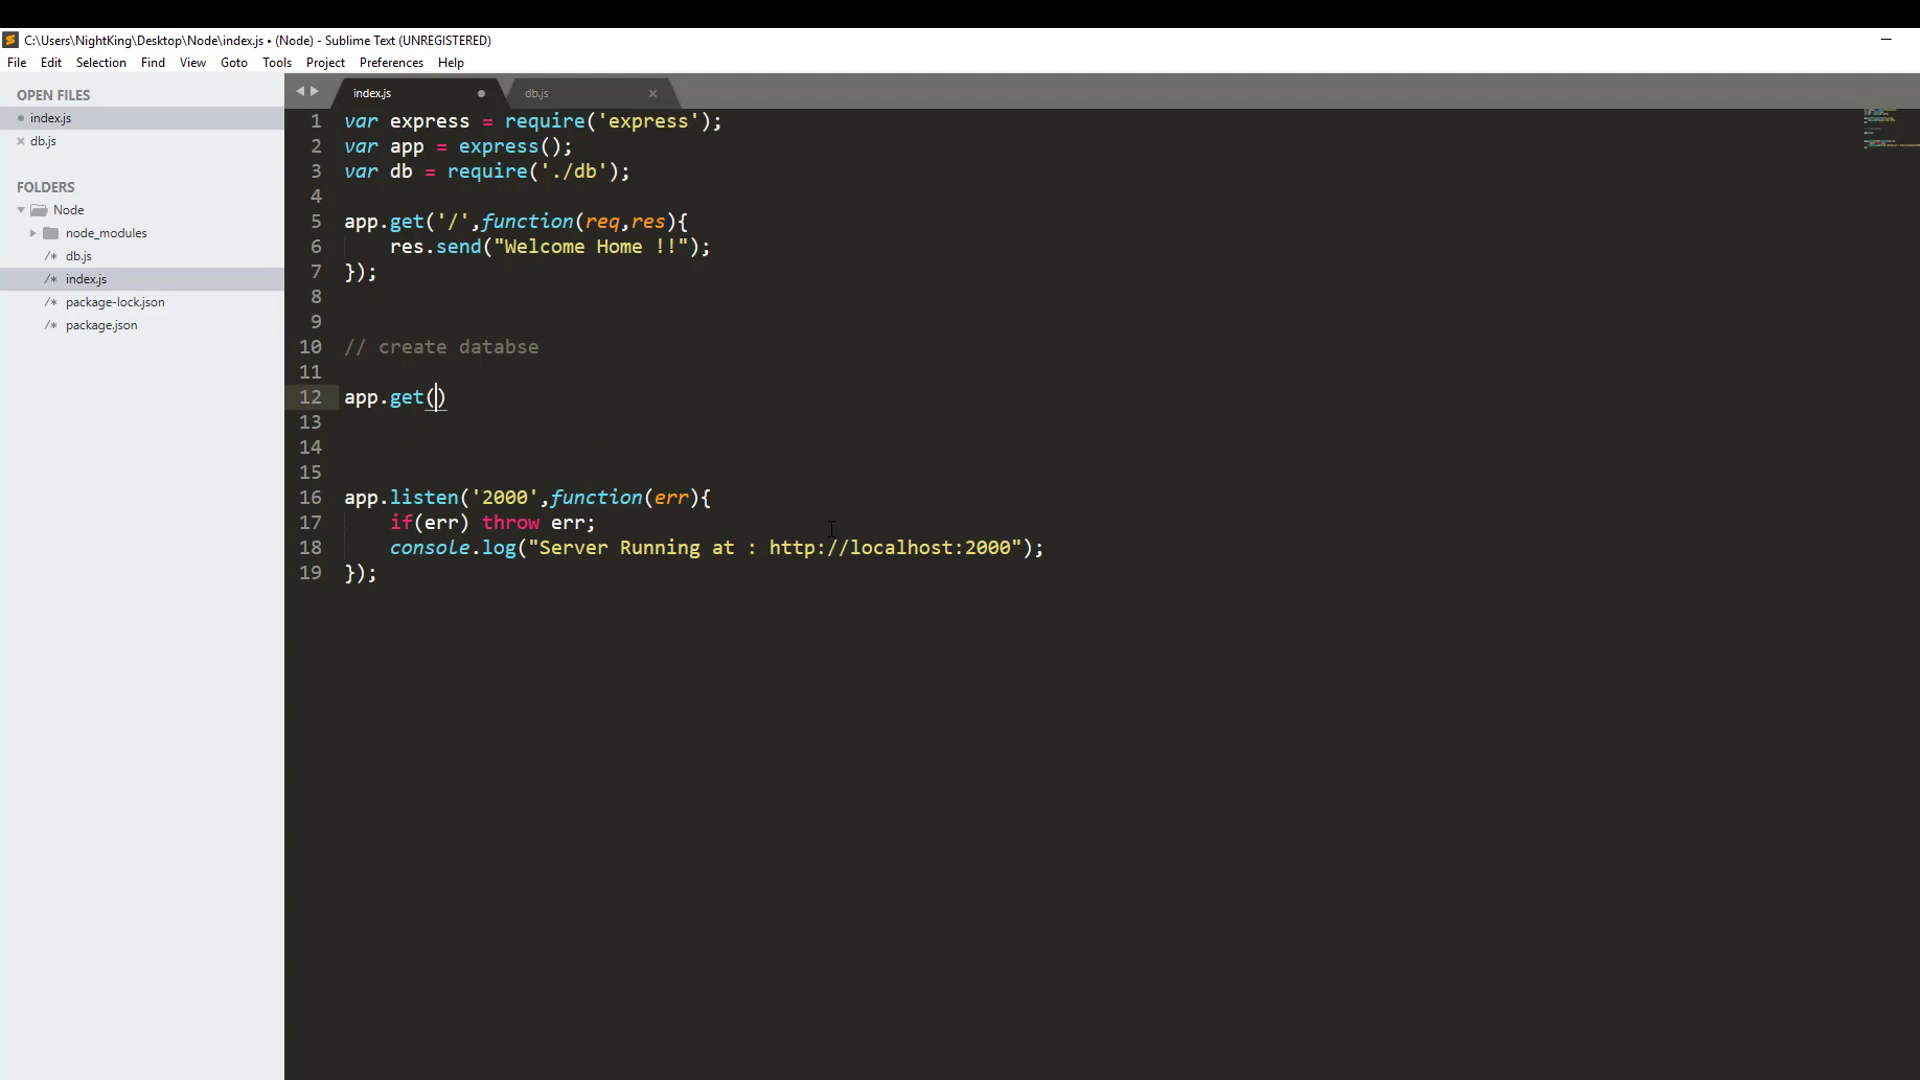 C:\Users\NightKing\Desktop\Node\index.js • (Node) - Sublime Text (UNREGISTERED)
File Edit Selection Find View Goto Tools Project Preferences Help
OPEN FILES
index.js
db.js
FOLDERS
Node
node_modules
/* db.js
/* index.js
/* package-lock.json
/* package.json
index.js db.js
1 var express = require('express');
2 var app = express();
3 var db = require('./db');
4
5 app.get('/',function(req,res){
6 res.send("Welcome Home !!");
7 });
8
9
10 // create databse
11
12 app.get()
13
14
15
16 app.listen('2000',function(err){
17 if(err) throw err;
18 console.log("Server Running at : http://localhost:2000");
19 });